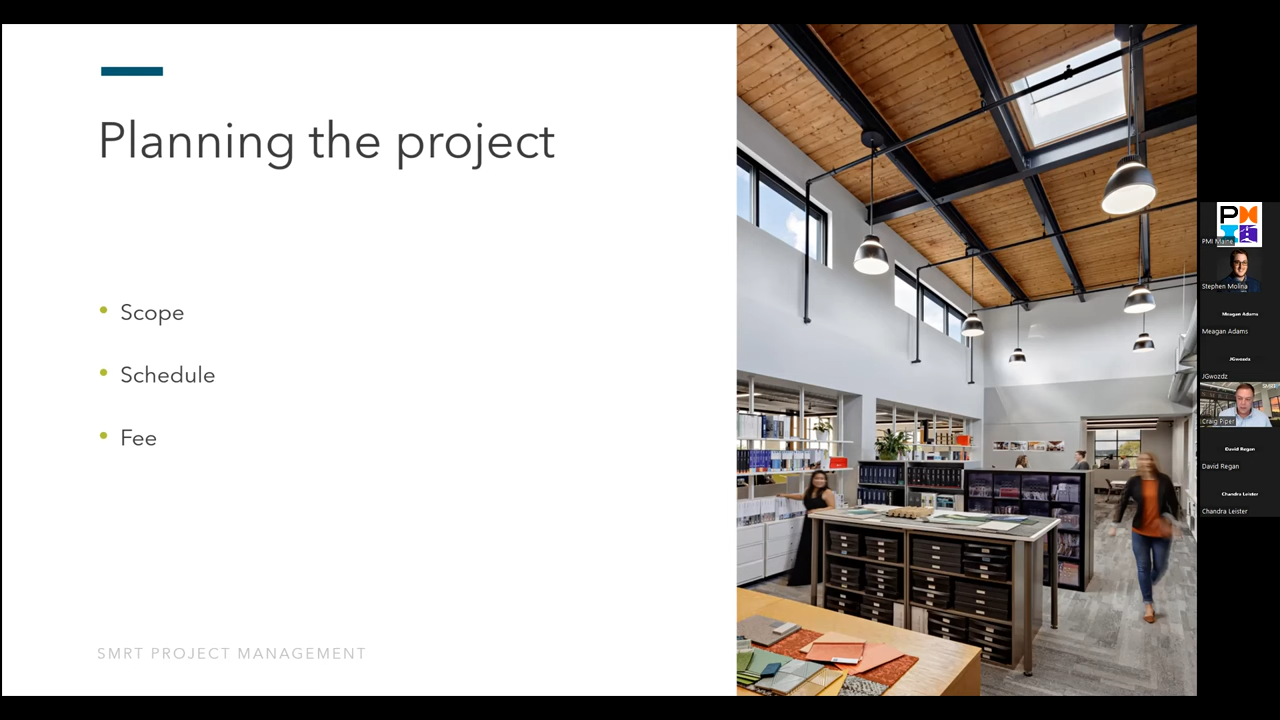 Planning the project
• Scope
• Schedule
• Fee
SMRT PROJECT MANAGEMENT
PMI Maine
Stephen Molina
Meagan Adams
Meagan Adams
JGwozdz
JGwozdz
SMRT
Craig Piper
David Regan
David Regan
Chandra Leister
Chandra Leister